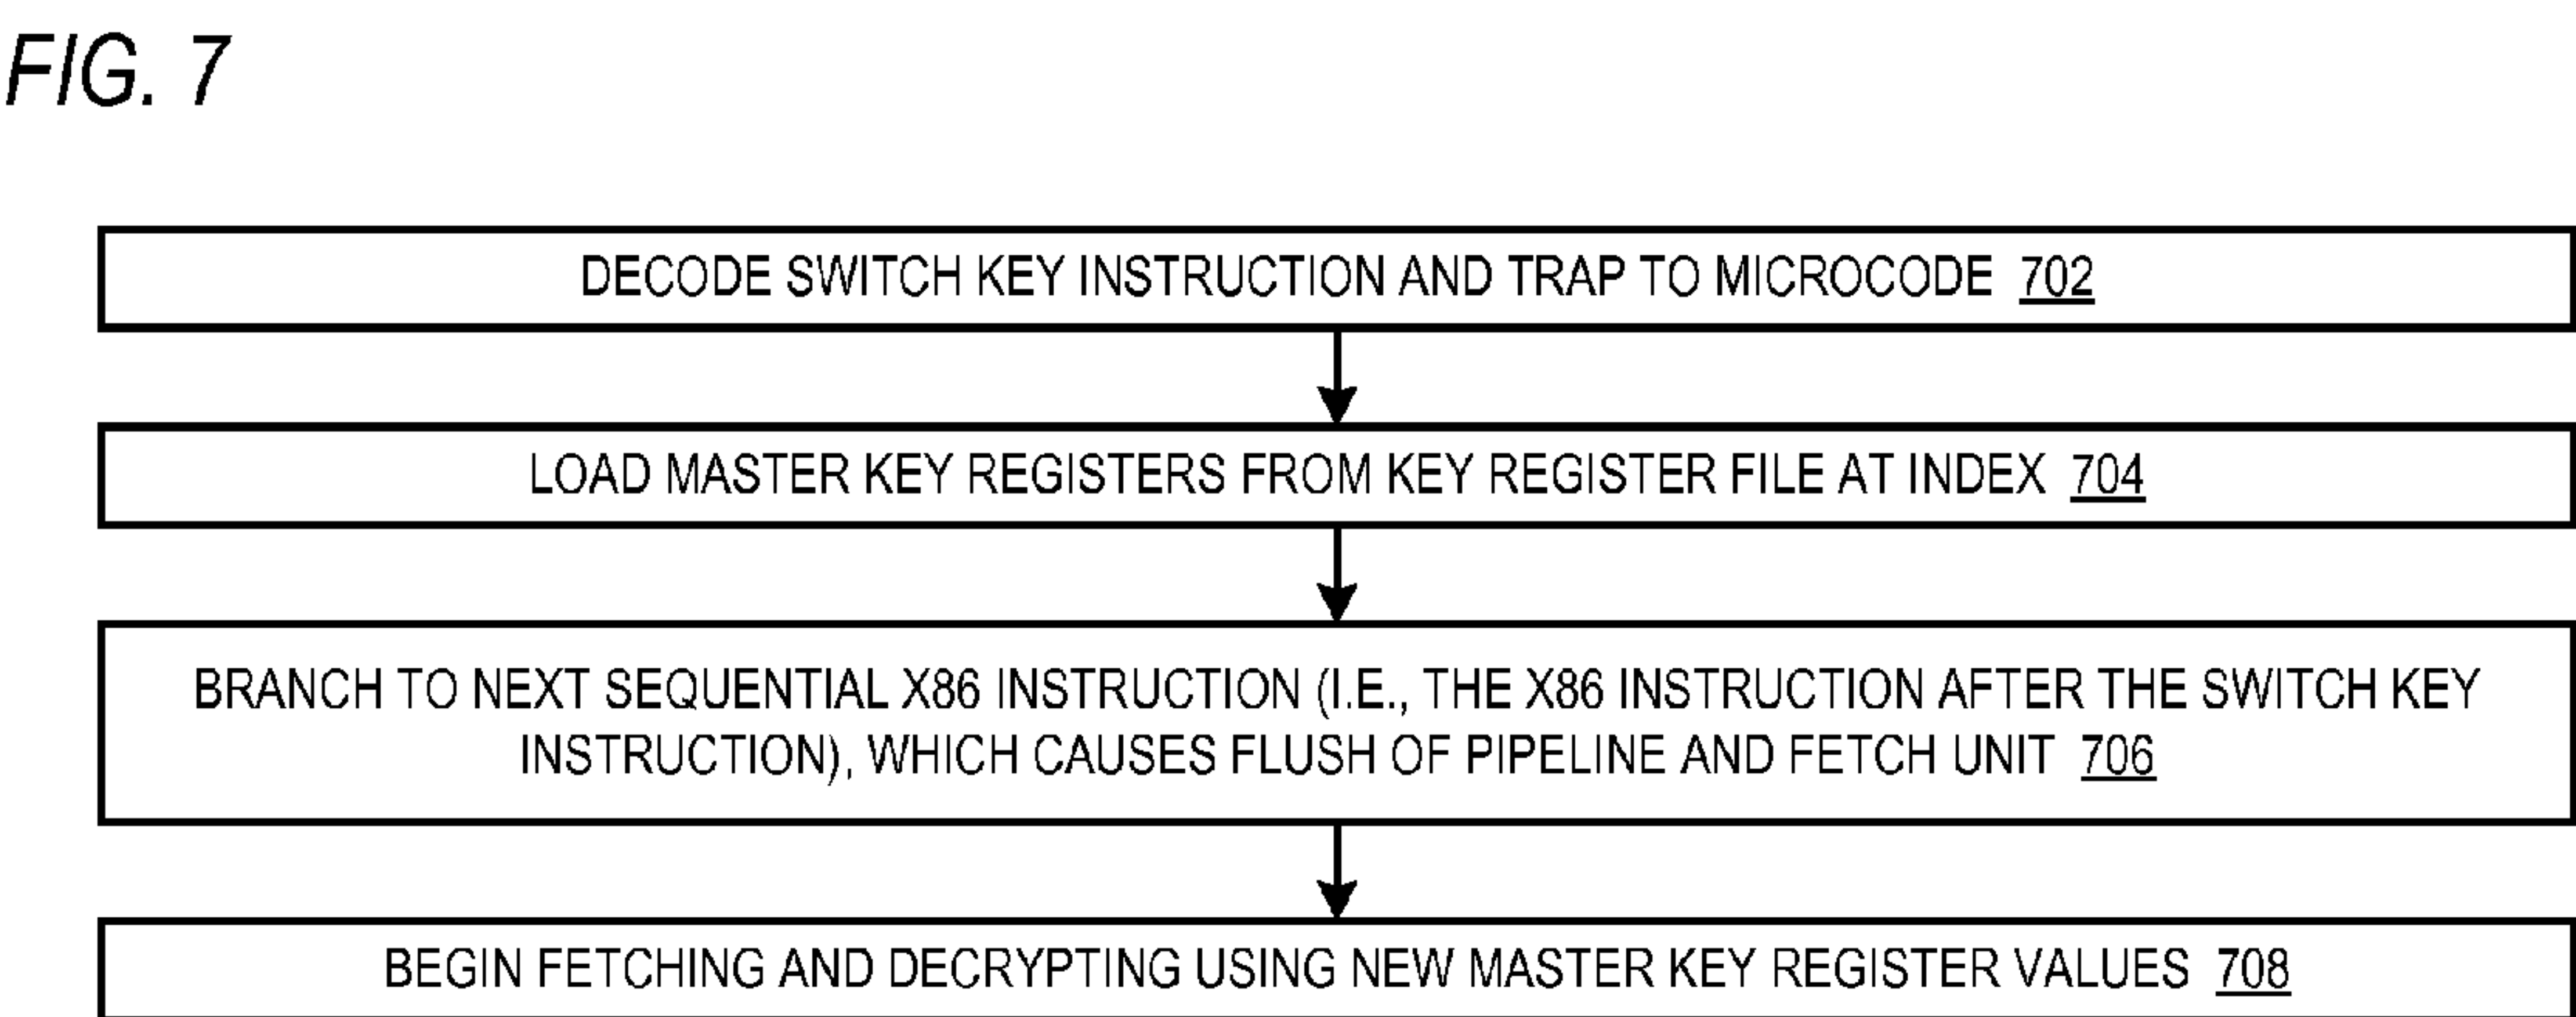 FIG. 7
DECODE SWITCH KEY INSTRUCTION AND TRAP TO MICROCODE 702
LOAD MASTER KEY REGISTERS FROM KEY REGISTER FILE AT INDEX 704
BRANCH TO NEXT SEQUENTIAL X86 INSTRUCTION (I.E., THE X86 INSTRUCTION AFTER THE SWITCH KEY
INSTRUCTION), WHICH CAUSES FLUSH OF PIPELINE AND FETCH UNIT 706
BEGIN FETCHING AND DECRYPTING USING NEW MASTER KEY REGISTER VALUES 708